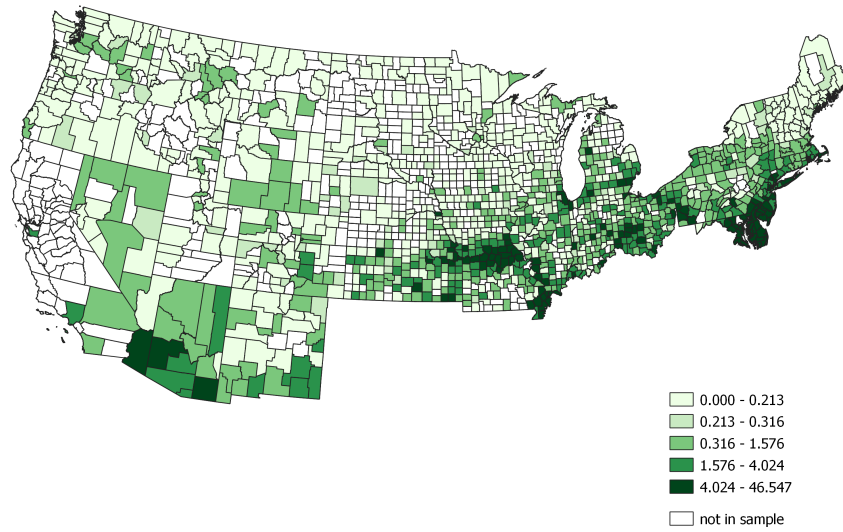 0.000 - 0.213
0.213 - 0.316
0.316 - 1.576
1.576 - 4.024
4.024 - 46.547
not in sample